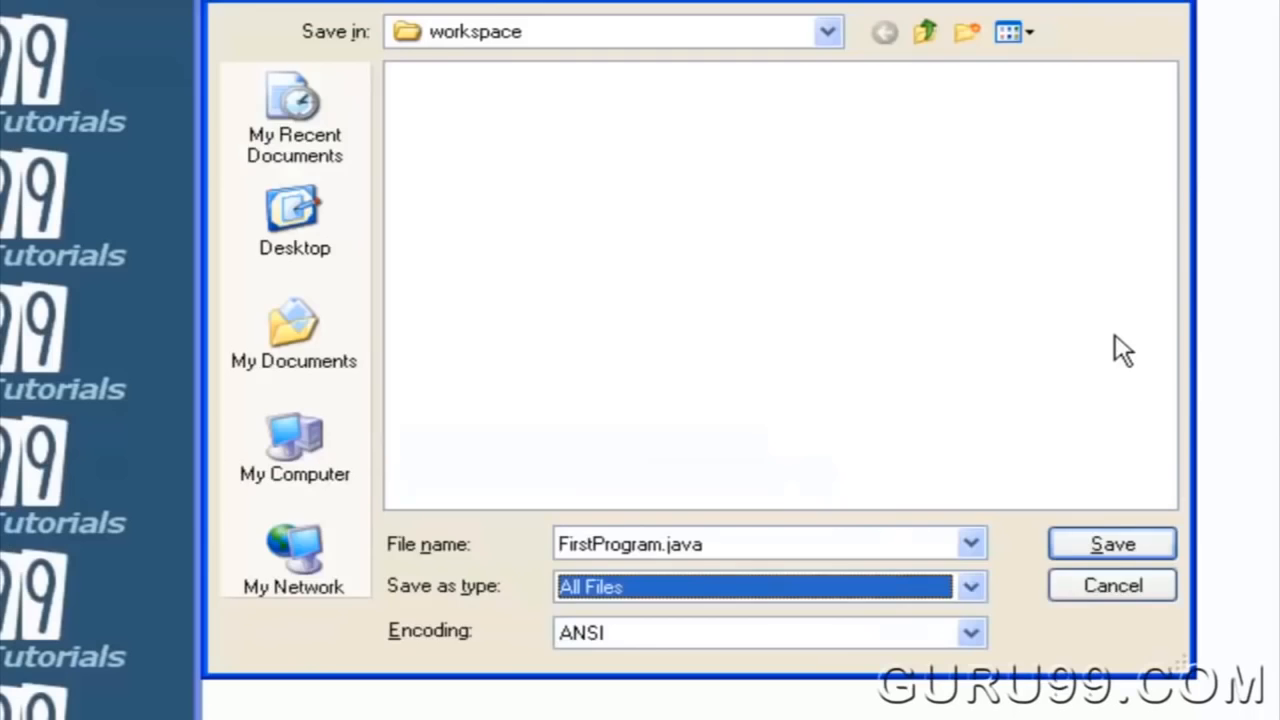 Save in:
workspace
My Recent
Documents
Desktop
My Documents
My Computer
My Network
File name:
FirstProgram.java
Save
Save as type:
All Files
Cancel
Encoding:
ANSI
99
Tutorials
99
Tutorials
99
Tutorials
99
Tutorials
99
Tutorials
GURU99.COM